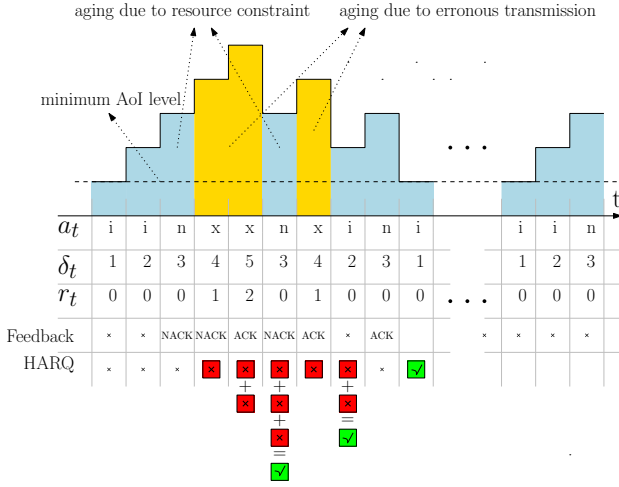 aging due to resource constraint aging due to erronous transmission
minimum AoI level
t
a_t i i n x x n x i n i i i n
δ_t 1 2 3 4 5 3 4 2 3 1 1 2 3
r_t 0 0 0 1 2 0 1 0 0 0 ... 0 0 0
Feedback × × NACK NACK ACK NACK ACK × ACK × × × ×
HARQ × × × × × × × × × ✓
+ + +
× × ×
+ =
× ✓
=
✓